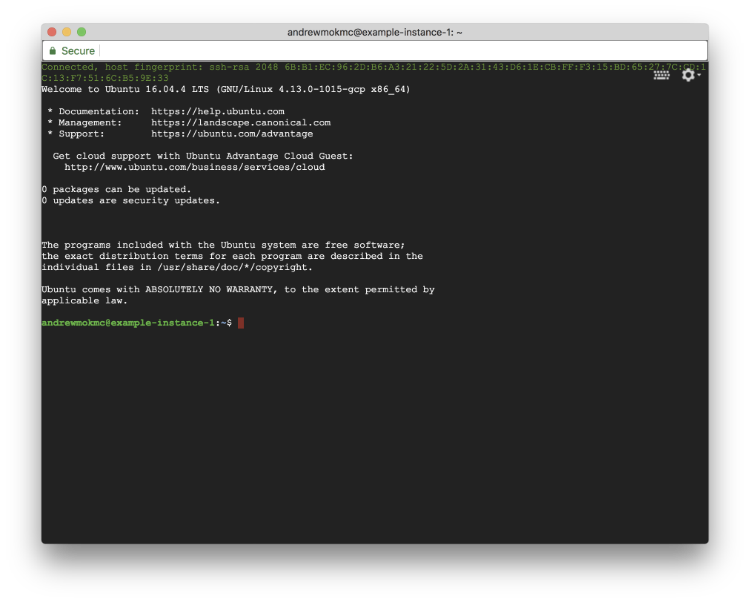 andrewmokmc@example-instance-1: ~
Secure
Connected, host fingerprint: ssh-rsa 2048 6B:B1:EC:96:2D:B6:A3:21:22:5D:2A:31:43:D6:1E:CB:FF:F3:15:BD:65:27:7C:CD:1
C:13:F7:51:6C:B5:9E:33
Welcome to Ubuntu 16.04.4 LTS (GNU/Linux 4.13.0-1015-gcp x86_64)
* Documentation: https://help.ubuntu.com
* Management: https://landscape.canonical.com
* Support: https://ubuntu.com/advantage
Get cloud support with Ubuntu Advantage Cloud Guest:
http://www.ubuntu.com/business/services/cloud
0 packages can be updated.
0 updates are security updates.
The programs included with the Ubuntu system are free software;
the exact distribution terms for each program are described in the
individual files in /usr/share/doc/*/copyright.
Ubuntu comes with ABSOLUTELY NO WARRANTY, to the extent permitted by
applicable law.
andrewmokmc@example-instance-1:~$